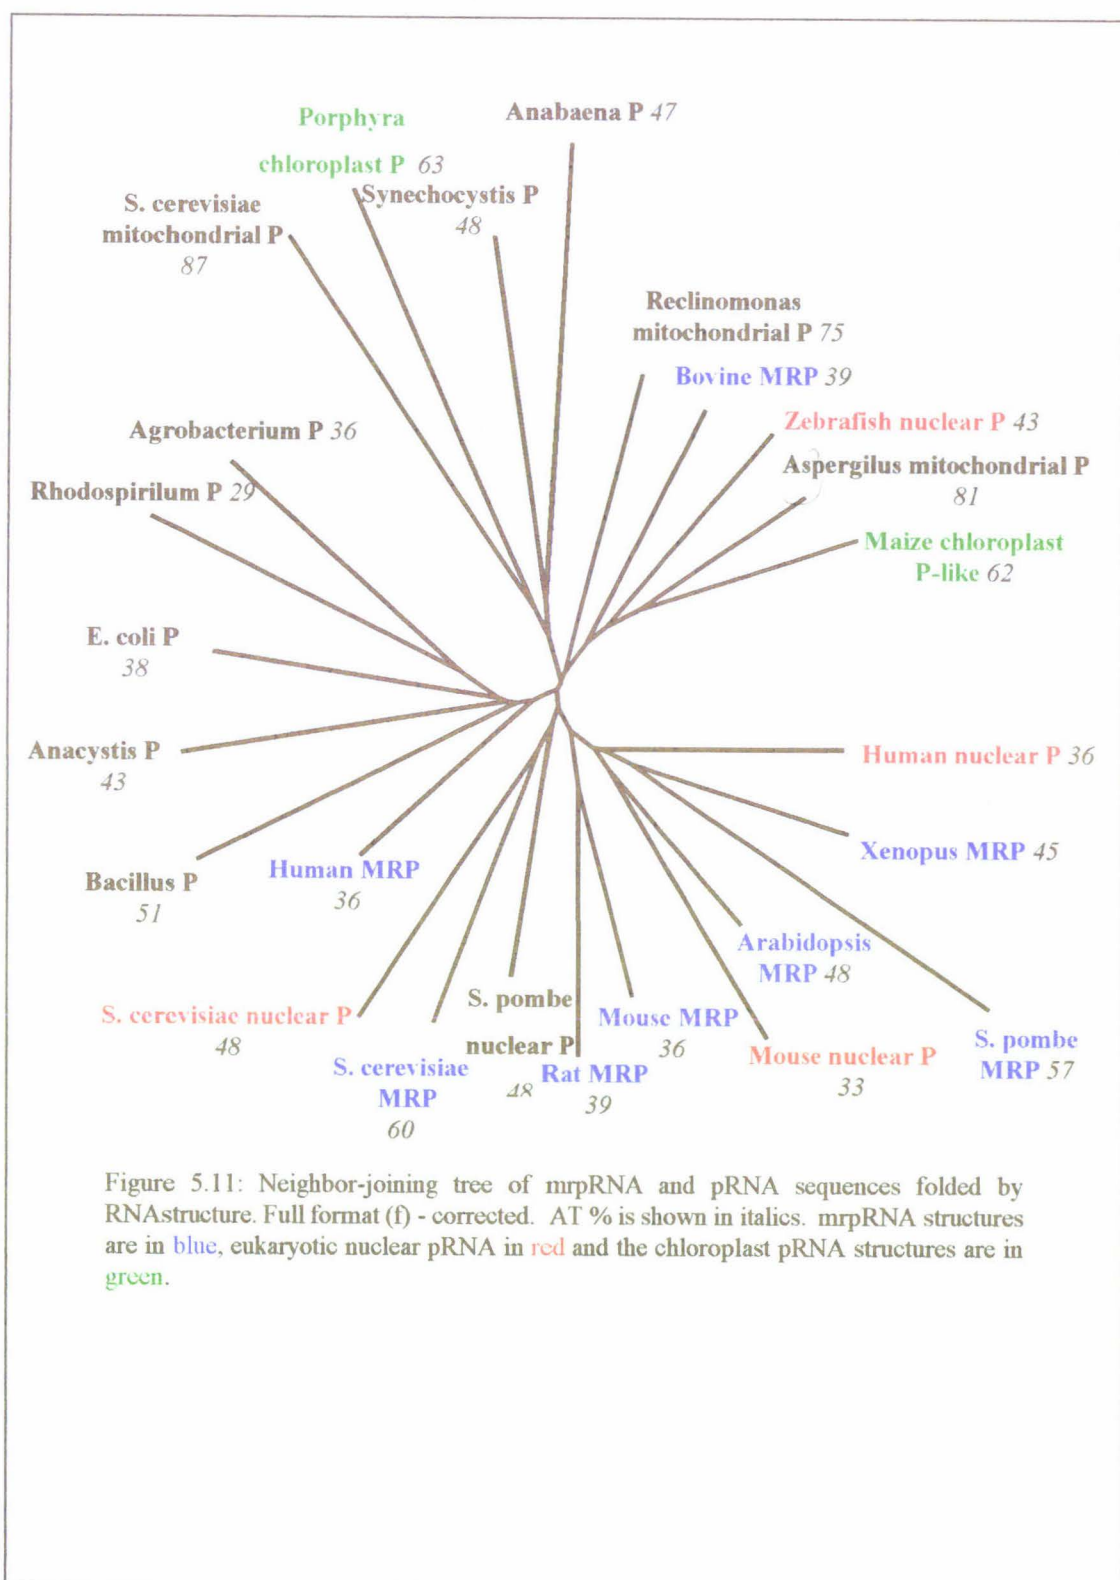 Anabaena P 47
Porphyra
chloroplast P 63
Synechocystis P
48
S. cerevisiae
mitochondrial P
87
Reclinomonas
mitochondrial P 75
Bovine MRP 39
Zebrafish nuclear P 43
Aspergilus mitochondrial P
81
Maize chloroplast
P-like 62
Agrobacterium P 36
Rhodospirilum P 29
E. coli P
38
Anacystis P
43
Bacillus P
51
Human MRP
36
Human nuclear P 36
Xenopus MRP 45
Arabidopsis
MRP 48
S. pombe
MRP 57
Mouse nuclear P
33
Mouse MRP
36
Rat MRP
39
S. pombe
nuclear P
48
S. cerevisiae MRP
60
S. cerevisiae nuclear P
48
Figure 5.11: Neighbor-joining tree of mrpRNA and pRNA sequences folded by
RNAstructure. Full format (f) - corrected. AT % is shown in italics. mrpRNA structures
are in blue, eukaryotic nuclear pRNA in red and the chloroplast pRNA structures are in
green.